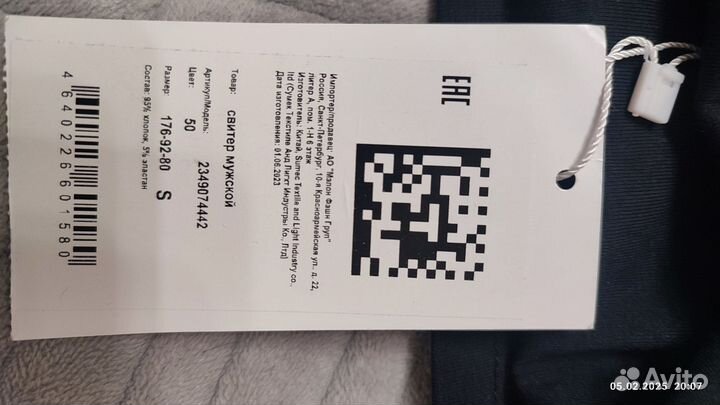 EAC
Импортер/продавец: АО "Мэлон Фэшн Груп"
Россия, Санкт-Петербург, 10-я Красноармейская ул., д. 22,
литер А, пом. 1-Н 6 этаж
Изготовитель: Китай, Sumec Textile and Light Industry co.,
ltd (Сумек Текстиле Анд Лигхт Индустры Ко., Лтд)
Дата изготовления: 01.06.2023
Товар: СВИТЕР МУЖСКОЙ
Артикул/Модель: 2349074442
Цвет: 50
Размер: 176-92-80 S
Состав: 95% хлопок, 5% эластан
4640226601580
05.02.2025 20:07
Avito